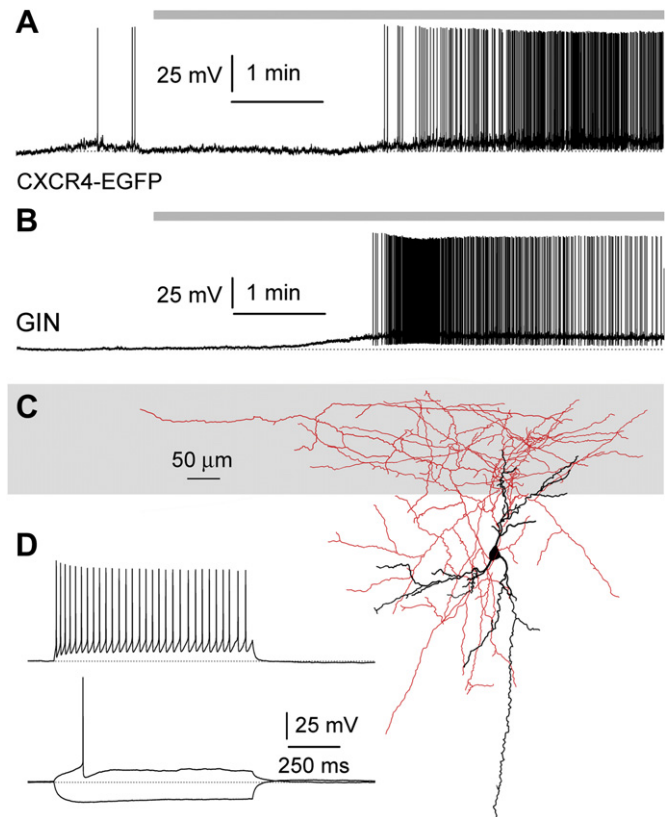 A
25 mV
1 min
CXCR4-EGFP
B
25 mV
1 min
GIN
C
50 μm
D
25 mV
250 ms